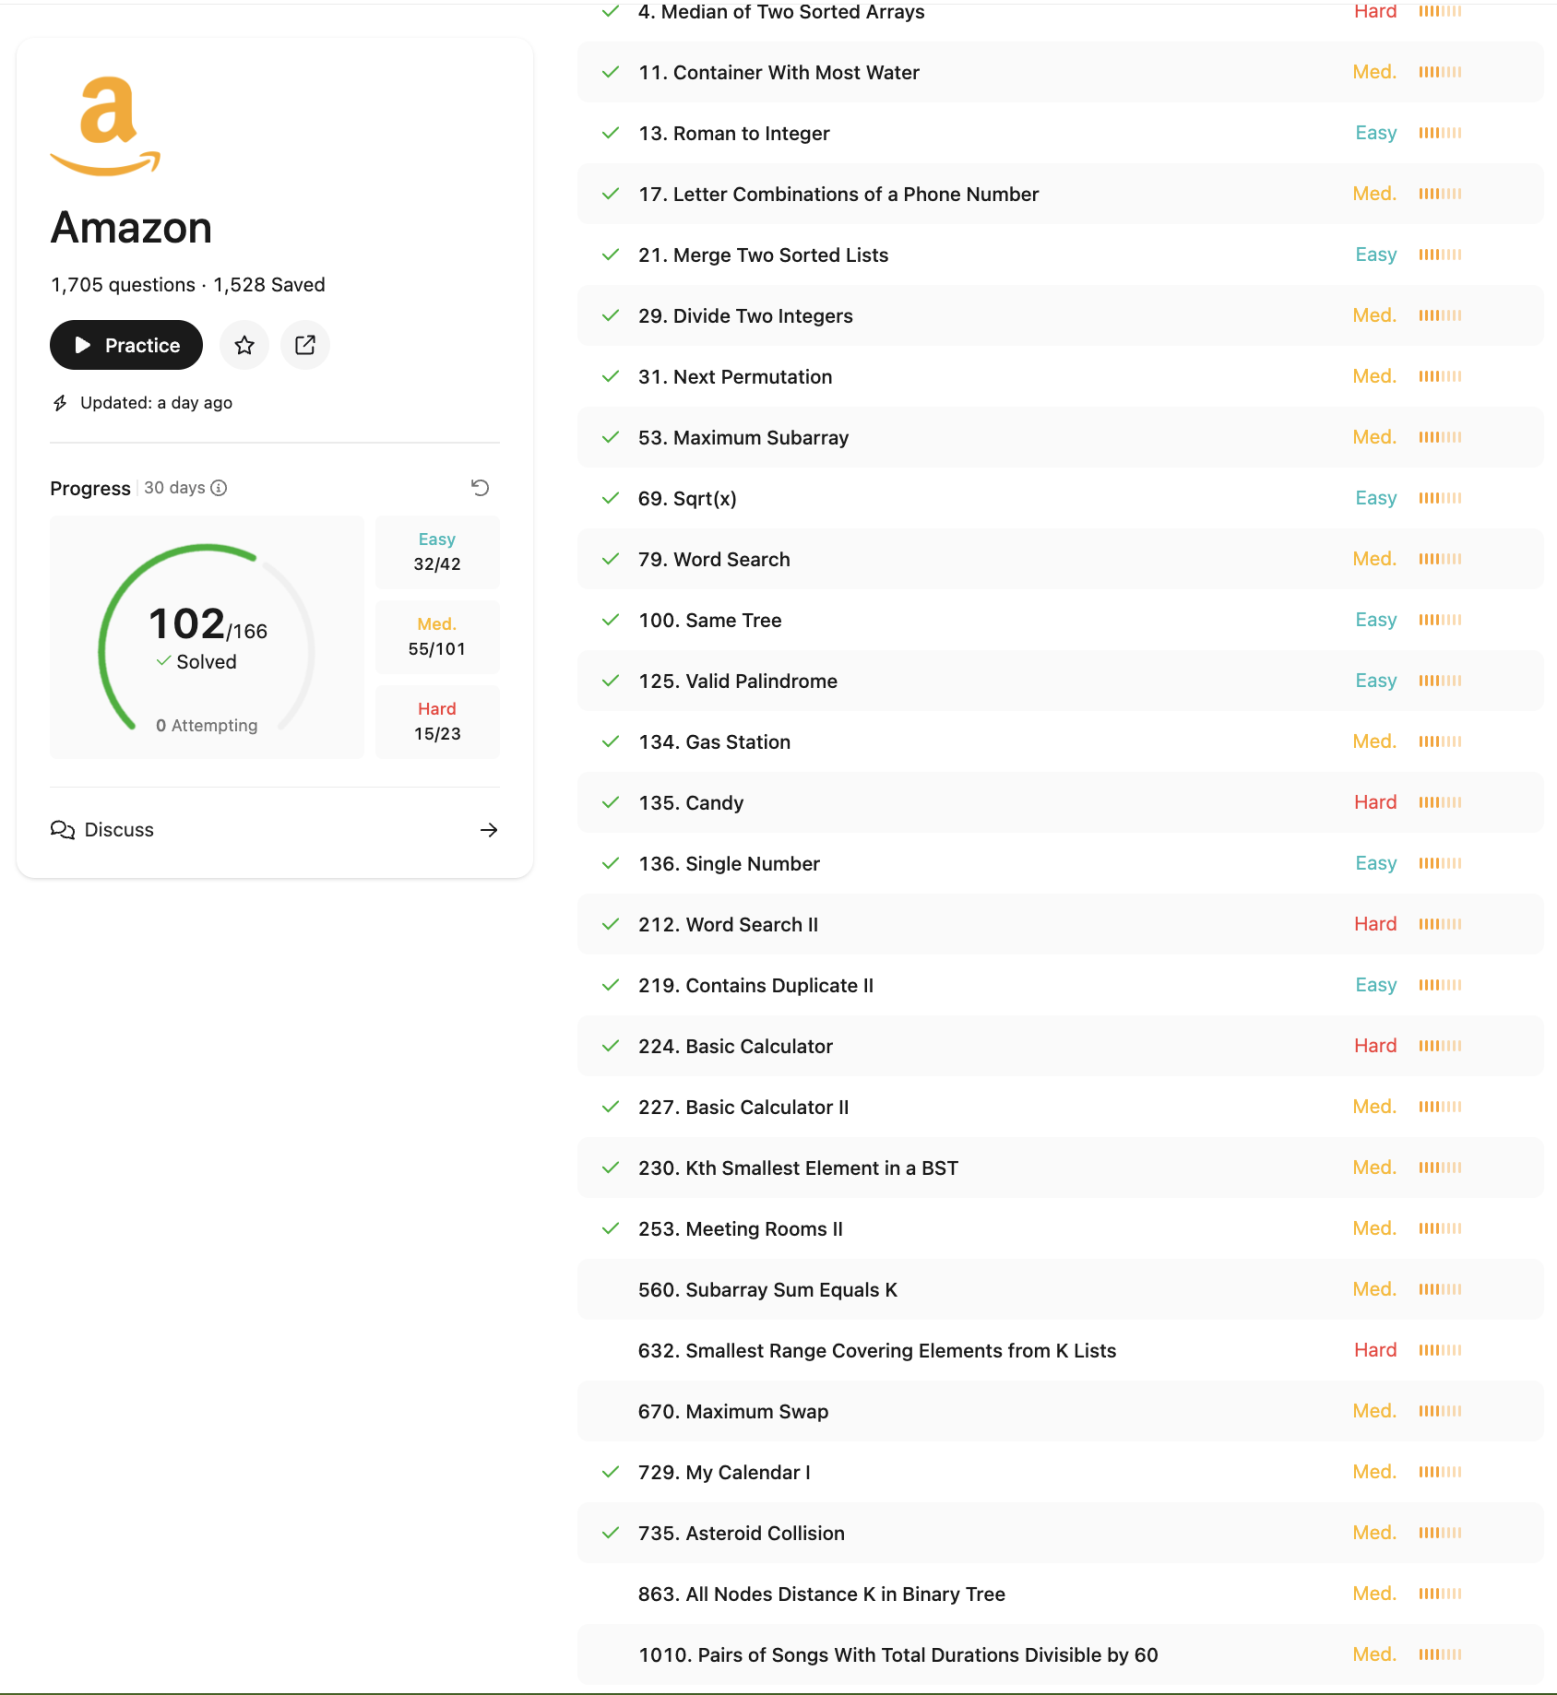 Amazon
1,705 questions · 1,528 Saved
Practice
Updated: a day ago
Progress 30 days
102/166
Solved
0 Attempting
Easy
32/42
Med.
55/101
Hard
15/23
Discuss
4. Median of Two Sorted Arrays Hard
11. Container With Most Water Med.
13. Roman to Integer Easy
17. Letter Combinations of a Phone Number Med.
21. Merge Two Sorted Lists Easy
29. Divide Two Integers Med.
31. Next Permutation Med.
53. Maximum Subarray Med.
69. Sqrt(x) Easy
79. Word Search Med.
100. Same Tree Easy
125. Valid Palindrome Easy
134. Gas Station Med.
135. Candy Hard
136. Single Number Easy
212. Word Search II Hard
219. Contains Duplicate II Easy
224. Basic Calculator Hard
227. Basic Calculator II Med.
230. Kth Smallest Element in a BST Med.
253. Meeting Rooms II Med.
560. Subarray Sum Equals K Med.
632. Smallest Range Covering Elements from K Lists Hard
670. Maximum Swap Med.
729. My Calendar I Med.
735. Asteroid Collision Med.
863. All Nodes Distance K in Binary Tree Med.
1010. Pairs of Songs With Total Durations Divisible by 60 Med.